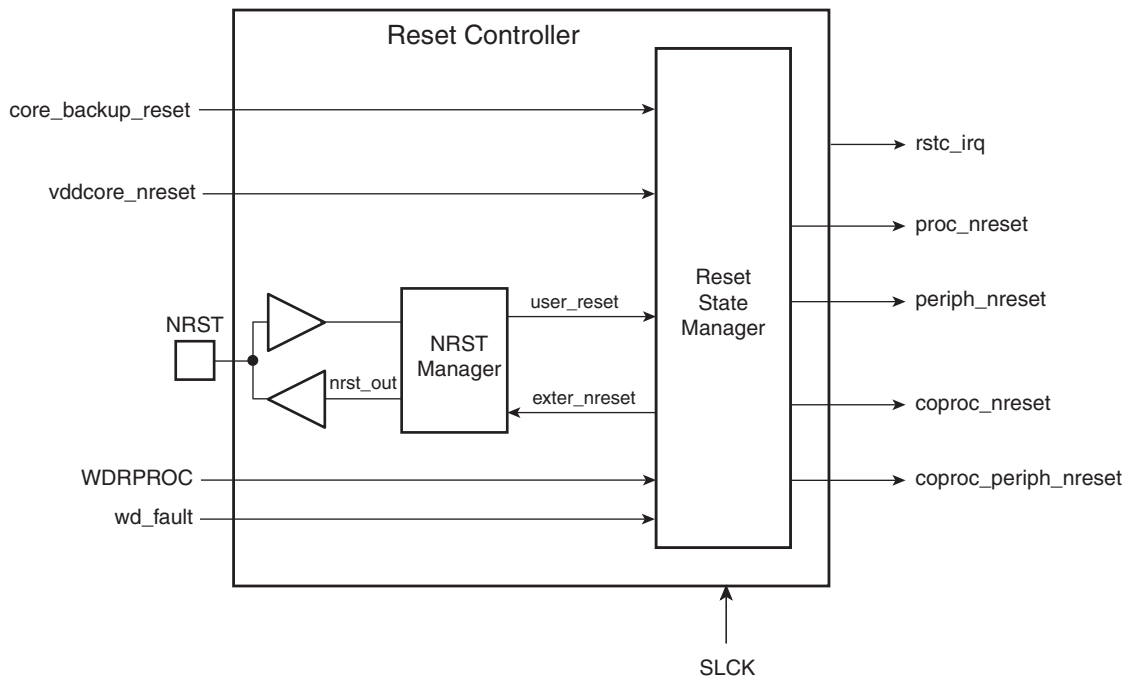 Reset Controller
core_backup_reset
rstc_irq
vddcore_nreset
proc_nreset
Reset
State
Manager
periph_nreset
user_reset
NRST
NRST
Manager
nrst_out
exter_nreset
coproc_nreset
WDRPROC
coproc_periph_nreset
wd_fault
SLCK